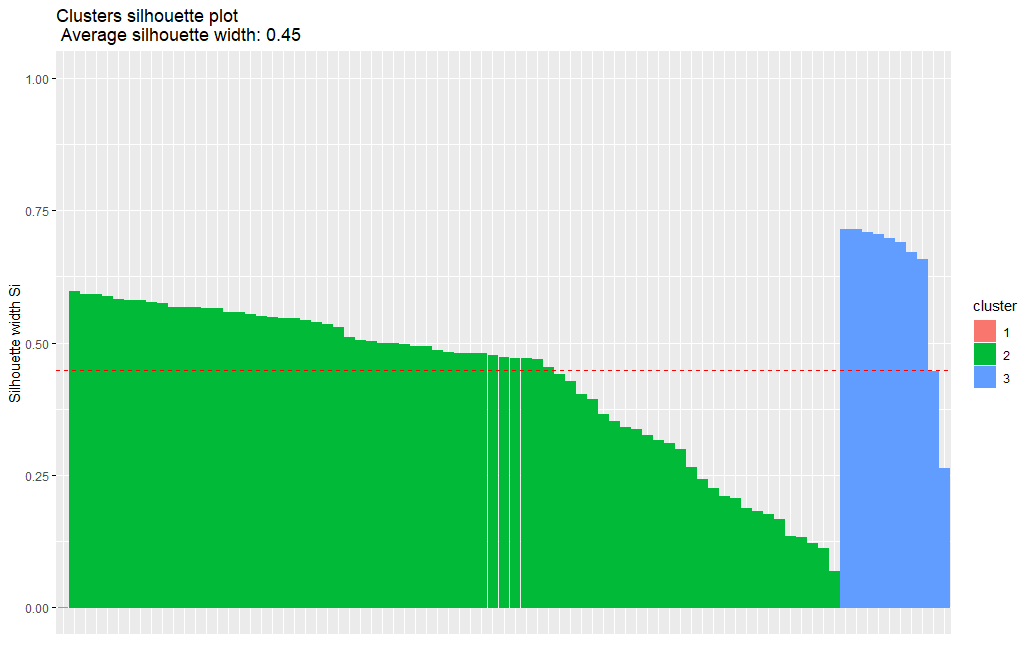 Clusters silhouette plot
Average silhouette width: 0.45
1.00
0.75
0.50
0.25
0.00
Silhouette width Si
cluster
1
2
3